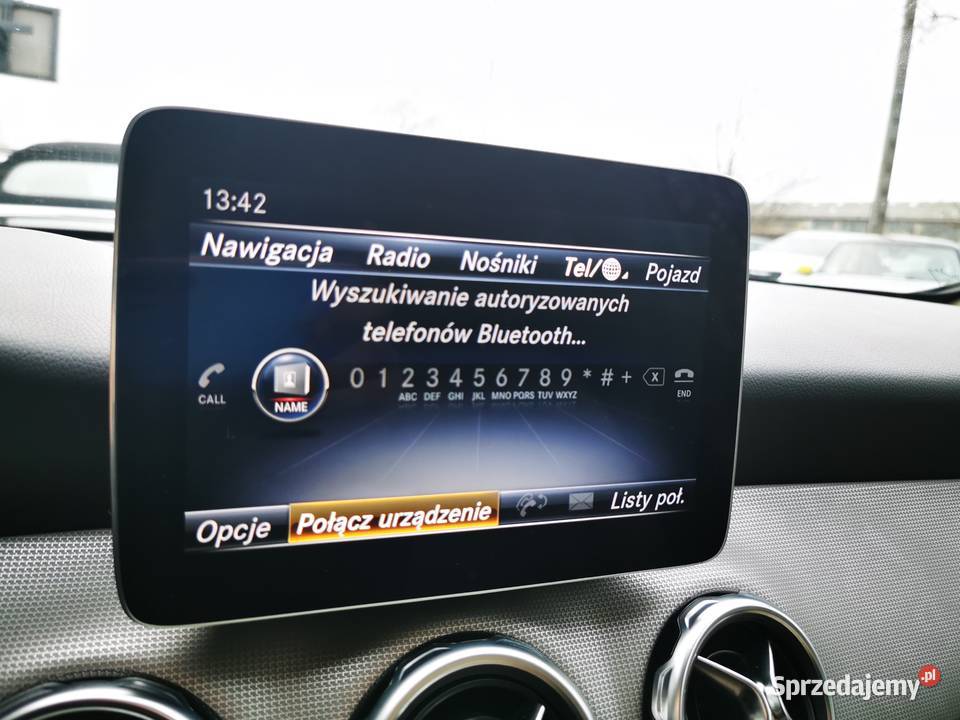 13:42
Nawigacja Radio Nośniki Tel/ Pojazd
Wyszukiwanie autoryzowanych
telefonów Bluetooth...
0 1 2 3 4 5 6 7 8 9 * # +
CALL NAME ABC DEF GHI JKL MNO PQRS TUV WXYZ END
Opcje Połącz urządzenie Listy poł.
Sprzedajemy.pl